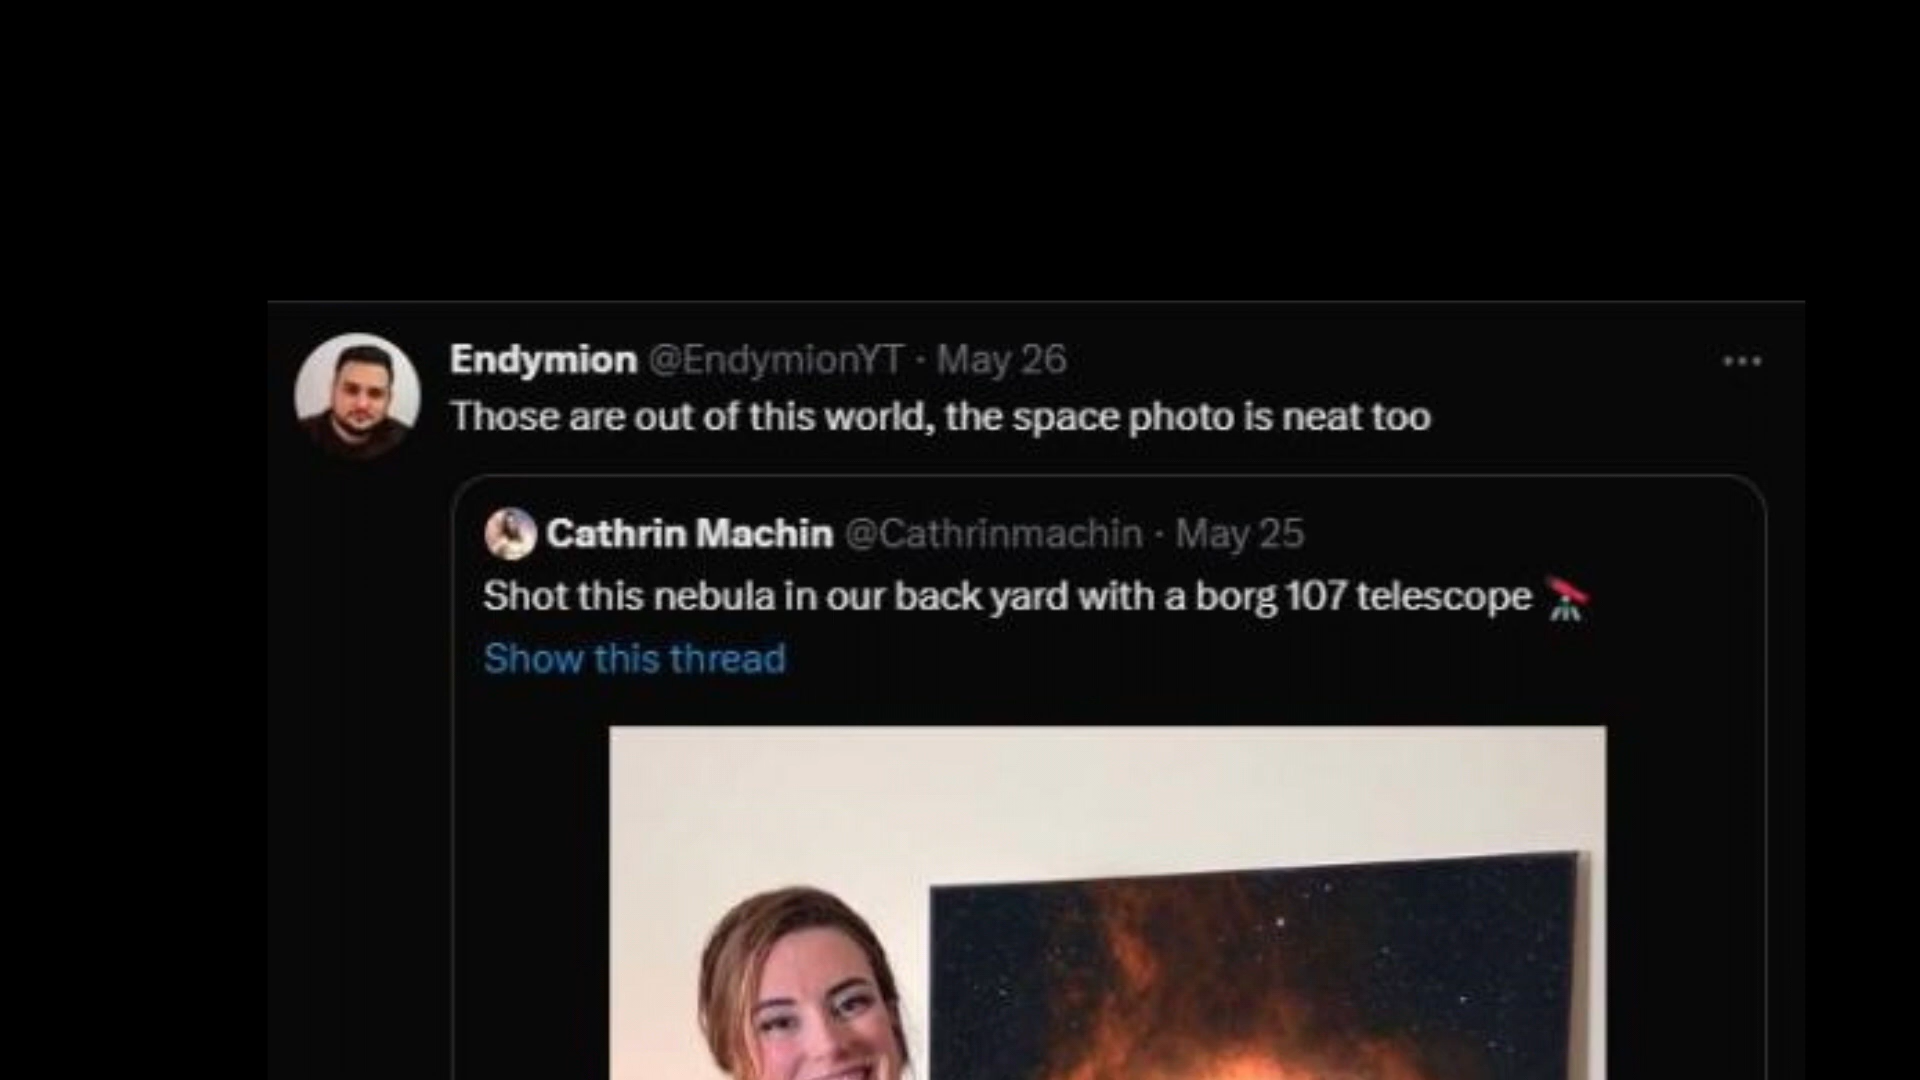 Endymion @EndymionYT · May 26
Those are out of this world, the space photo is neat too
Cathrin Machin @Cathrinmachin · May 25
Shot this nebula in our back yard with a borg 107 telescope 🔭
Show this thread